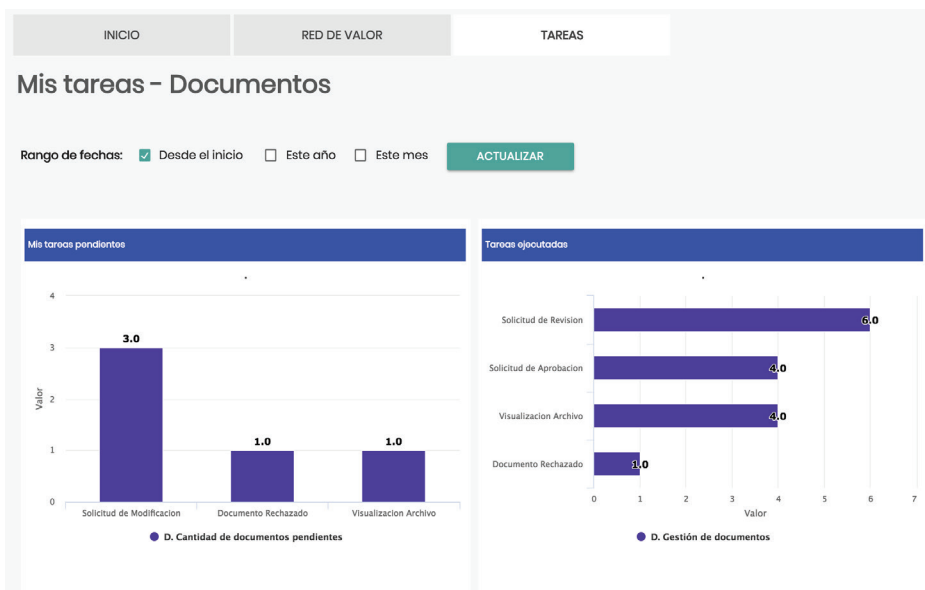 INICIO RED DE VALOR TAREAS
Mis tareas - Documentos
Rango de fechas: Desde el inicio Este año Este mes ACTUALIZAR
Mis tareas pendientes
.
4
3
2
1
0
Valor
3.0
1.0
1.0
Solicitud de Modificacion Documento Rechazado Visualizacion Archivo
D. Cantidad de documentos pendientes
Tareas ejecutadas
.
Solicitud de Revision 6.0
Solicitud de Aprobacion 4.0
Visualizacion Archivo 4.0
Documento Rechazado 1.0
0 1 2 3 4 5 6 7
Valor
D. Gestión de documentos